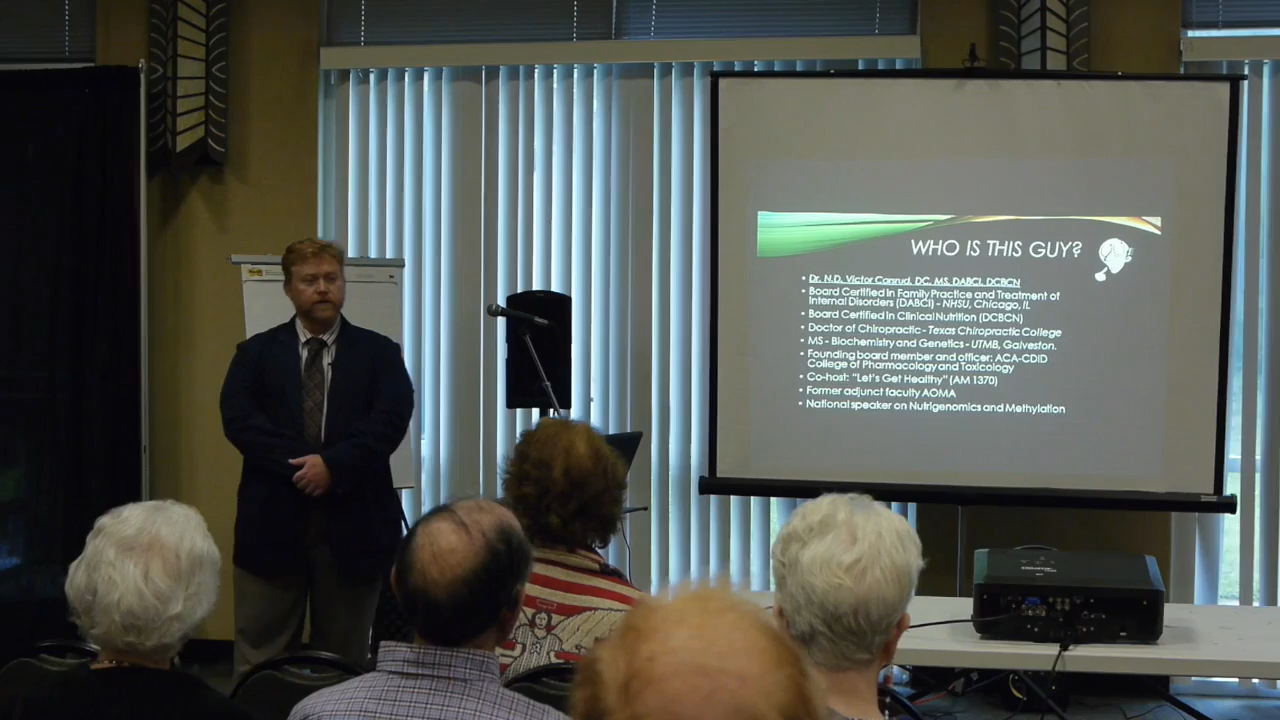 WHO IS THIS GUY?
• Dr. N.D. Victor Carsrud, DC, MS, DABCI, DCBCN
• Board Certified in Family Practice and Treatment of
Internal Disorders (DABCI) - NHSU, Chicago, IL
• Board Certified in Clinical Nutrition (DCBCN)
• Doctor of Chiropractic - Texas Chiropractic College
• MS - Biochemistry and Genetics - UTMB, Galveston.
• Founding board member and officer: ACA-CDID
College of Pharmacology and Toxicology
• Co-host: "Let's Get Healthy" (AM 1370)
• Former adjunct faculty AOMA
• National speaker on Nutrigenomics and Methylation